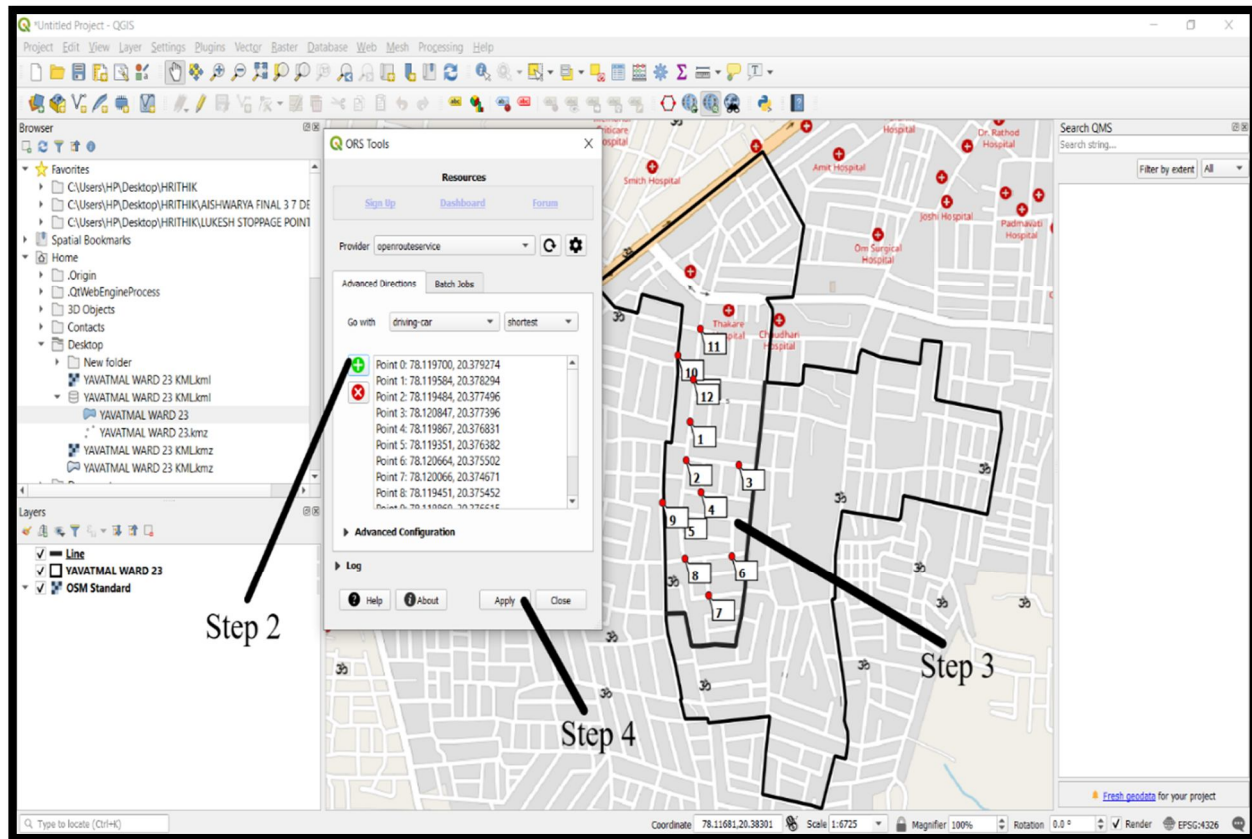 *Untitled Project - QGIS
Project Edit View Layer Settings Plugins Vector Raster Database Web Mesh Processing Help
Browser
Favorites
C:\Users\HP\Desktop\HRITHIK
C:\Users\HP\Desktop\HRITHIK\AISHWARYA FINAL 3 7 DE
C:\Users\HP\Desktop\HRITHIK\LUKESH STOPPAGE POINT
Spatial Bookmarks
Home
.Origin
.QtWebEngineProcess
3D Objects
Contacts
Desktop
New folder
YAVATMAL WARD 23 KML.kml
YAVATMAL WARD 23 KML.kml
YAVATMAL WARD 23
YAVATMAL WARD 23.kmz
YAVATMAL WARD 23 KML.kmz
YAVATMAL WARD 23 KML.kmz
Layers
Line
YAVATMAL WARD 23
OSM Standard
Step 2
ORS Tools
Resources
Sign Up Dashboard Forum
Provider openrouteservice
Advanced Directions Batch Jobs
Go with driving-car shortest
Point 0: 78.119700, 20.379274
Point 1: 78.119584, 20.378294
Point 2: 78.119484, 20.377496
Point 3: 78.120847, 20.377396
Point 4: 78.119867, 20.376831
Point 5: 78.119351, 20.376382
Point 6: 78.120664, 20.375502
Point 7: 78.120066, 20.374671
Point 8: 78.119451, 20.375452
Advanced Configuration
Log
Help About Apply Close
Step 4
Step 3
Smith Hospital
Hospital
Amit Hospital
Dr. Rathod
Hospital
Joshi Hospital
Padmavati
Hospital
Om Surgical
Hospital
Thakare
Chaudhari
Hospital
ॐ
11
10
12
1
2
3
4
9
5
8
6
7
Search QMS
Search string...
Filter by extent All
Fresh geodata for your project
Type to locate (Ctrl+K)
Coordinate 78.11681,20.38301 Scale 1:6725 Magnifier 100% Rotation 0.0 ° Render EPSG:4326